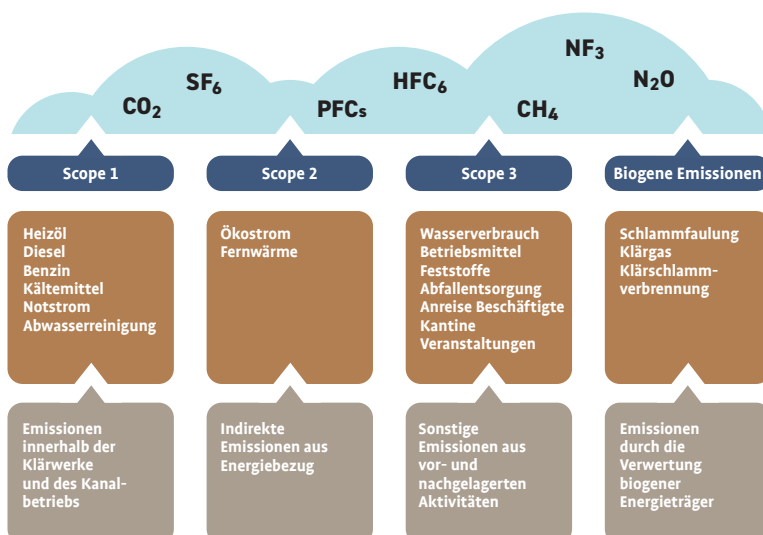 NF₃
SF₆
HFC₆
N₂O
CO₂
PFCs
CH₄
Scope 1
Scope 2
Scope 3
Biogene Emissionen
Heizöl
Diesel
Benzin
Kältemittel
Notstrom
Abwasserreinigung
Ökostrom
Fernwärme
Wasserverbrauch
Betriebsmittel
Feststoffe
Abfallentsorgung
Anreise Beschäftigte
Kantine
Veranstaltungen
Schlammfaulung
Klärgas
Klärschlamm-
verbrennung
Emissionen
innerhalb der
Klärwerke
und des Kanal-
betriebs
Indirekte
Emissionen aus
Energiebezug
Sonstige
Emissionen aus
vor- und
nachgelagerten
Aktivitäten
Emissionen
durch die
Verwertung
biogener
Energieträger